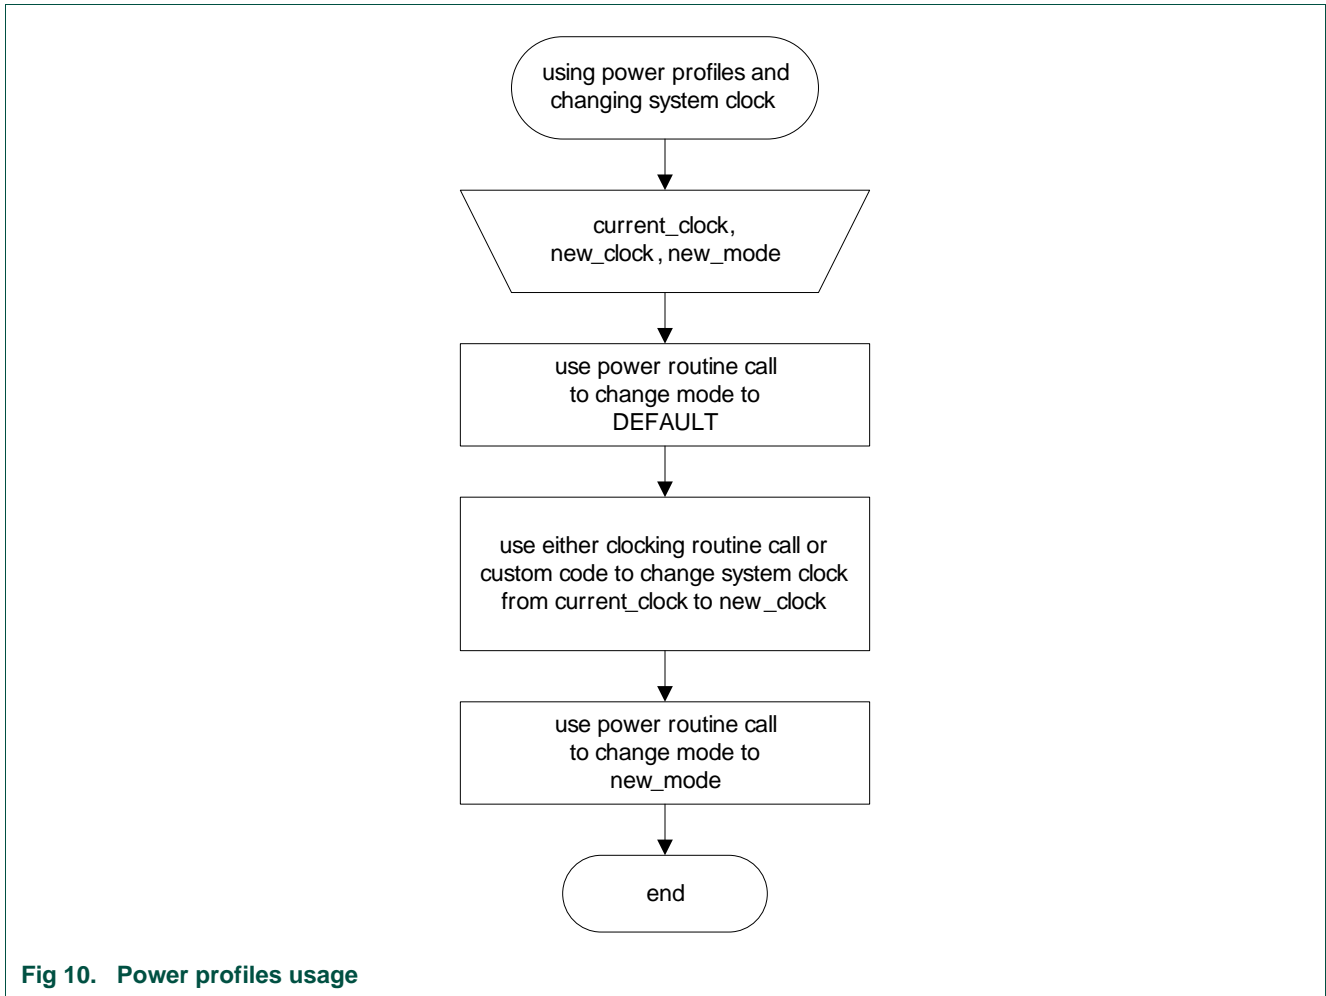 using power profiles and
changing system clock
current_clock,
new_clock, new_mode
use power routine call
to change mode to
DEFAULT
use either clocking routine call or
custom code to change system clock
from current_clock to new_clock
use power routine call
to change mode to
new_mode
end
Fig 10. Power profiles usage